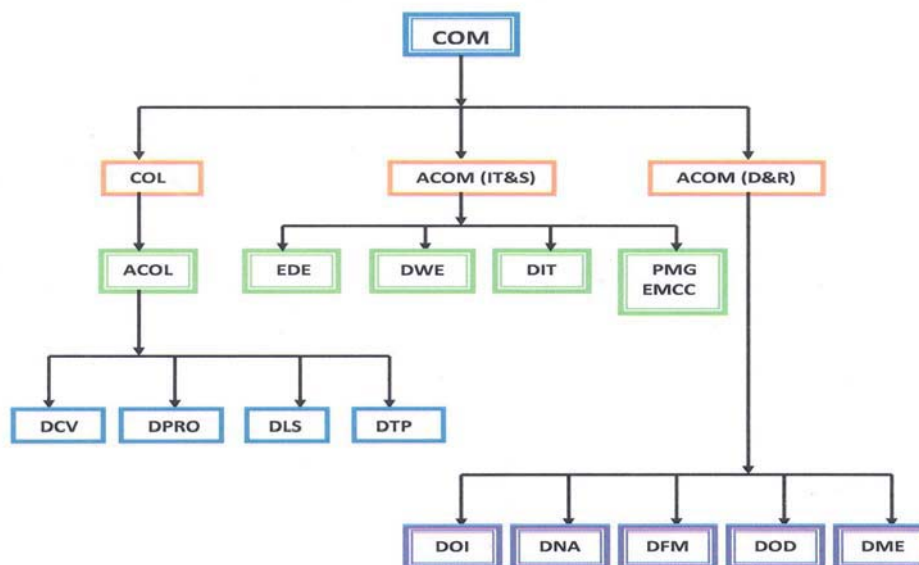 COM
COL
ACOM (IT&S)
ACOM (D&R)
ACOL
EDE
DWE
DIT
PMG
EMCC
DCV
DPRO
DLS
DTP
DOI
DNA
DFM
DOD
DME